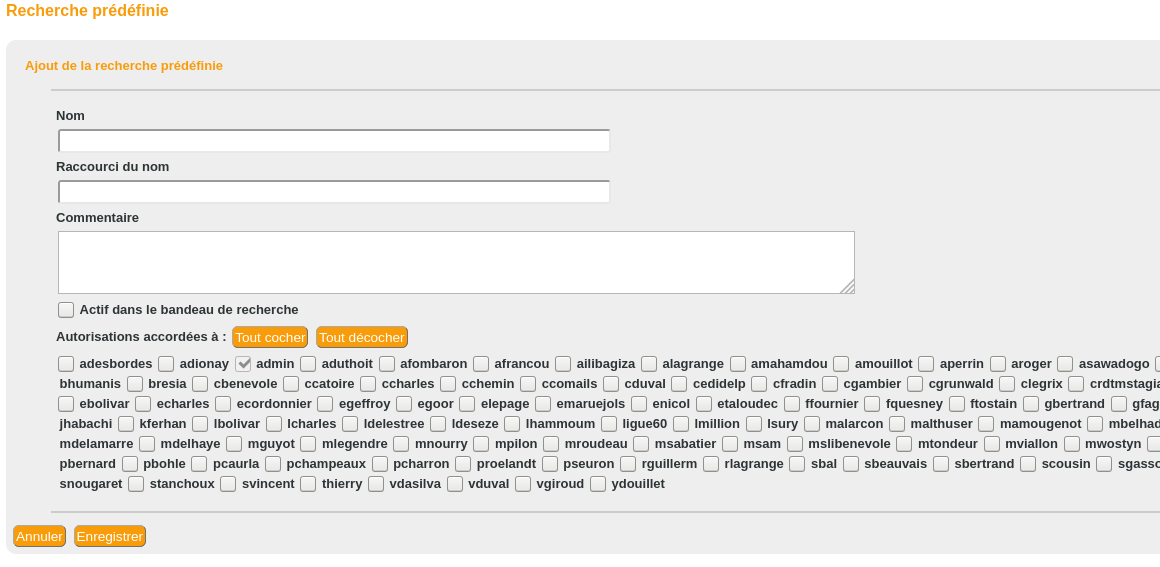 Recherche prédéfinie
Ajout de la recherche prédéfinie
Nom
Raccourci du nom
Commentaire
Actif dans le bandeau de recherche
Autorisations accordées à : Tout cocher Tout décocher
adesbordes adionay admin aduthoit afombaron afrancou ailibagiza alagrange amahamdou amouillot aperrin aroger asawadogo
bhumanis bresia cbenevole ccatoire ccharles cchemin ccomails cduval cedidelp cfradin cgambier cgrunwald clegrix crdtmstagia
ebolivar echarles ecordonnier egeffroy egoor elepage emaruejols enicol etaloudec ffournier fquesney ftostain gbertrand gfag
jhabachi kferhan lbolivar lcharles ldelestree ldeseze lhammoum ligue60 lmillion lsury malarcon malthuser mamougenot mbelhad
mdelamarre mdelhaye mguyot mlegendre mnourry mpilon mroudeau msabatier msam mslibenevole mtondeur mviallon mwostyn
pbernard pbohle pcaurla pchampeaux pcharron proelandt pseuron rguillerm rlagrange sbal sbeauvais sbertrand scousin sgasso
snougaret stanchoux svincent thierry vdasilva vduval vgiroud ydouillet
Annuler Enregistrer